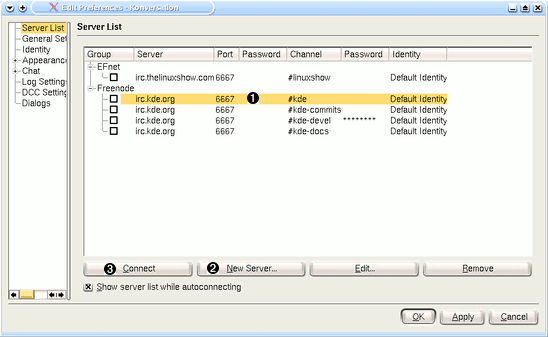 Edit Preferences - Konversation
Server List
General Set
Identity
Appearanc
Chat
Log Setting
DCC Setting
Dialogs
Server List
Group Server Port Password Channel Password Identity
EFnet
irc.thelinuxshow.com 6667 #linuxshow Default Identity
Freenode
irc.kde.org 6667 1 #kde Default Identity
irc.kde.org 6667 #kde-commits Default Identity
irc.kde.org 6667 #kde-devel ******** Default Identity
irc.kde.org 6667 #kde-docs Default Identity
3 Connect 2 New Server... Edit... Remove
Show server list while autoconnecting
OK Apply Cancel